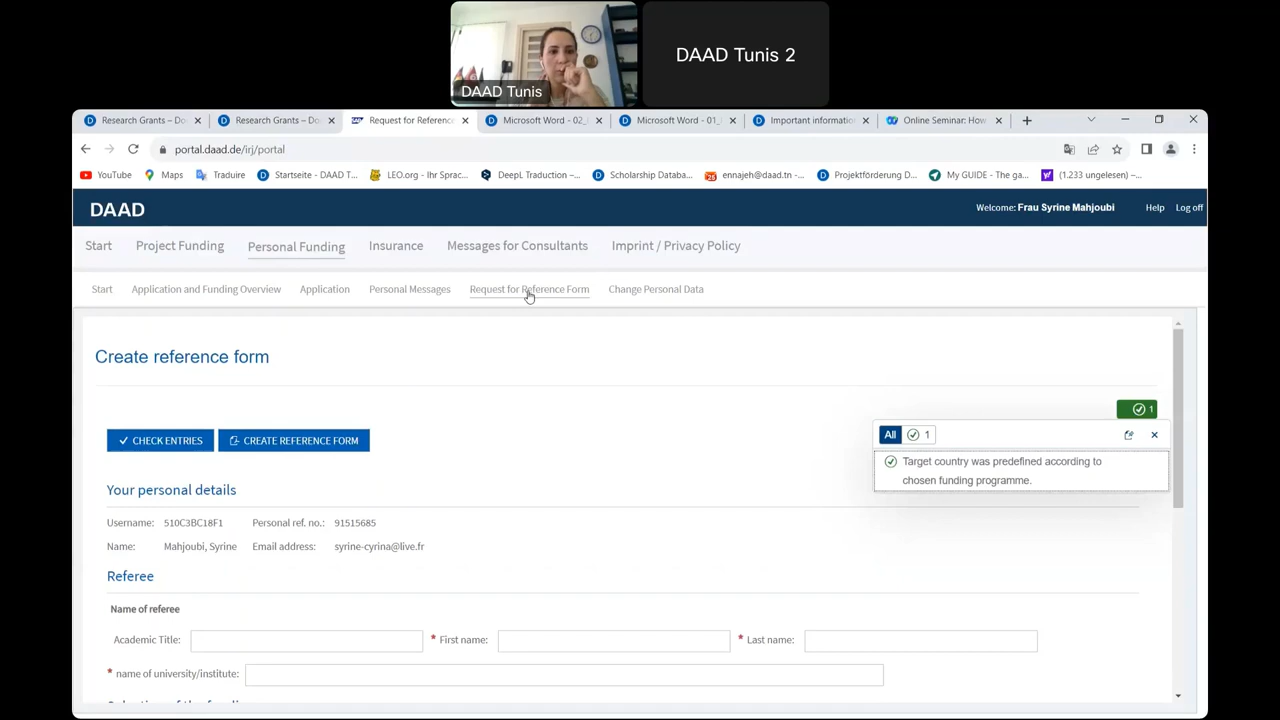 DAAD Tunis
DAAD Tunis 2
Research Grants – Do
Research Grants – Do
Request for Reference
Microsoft Word - 02_
Microsoft Word - 01_
Important information
Online Seminar: How
portal.daad.de/irj/portal
YouTube
Maps
Traduire
Startseite - DAAD T...
LEO.org - Ihr Sprac...
DeepL Traduction –...
Scholarship Databa...
ennajeh@daad.tn -...
Projektförderung D...
My GUIDE - The ga...
(1.233 ungelesen) –...
DAAD
Welcome: Frau Syrine Mahjoubi
Help
Log off
Start
Project Funding
Personal Funding
Insurance
Messages for Consultants
Imprint / Privacy Policy
Start
Application and Funding Overview
Application
Personal Messages
Request for Reference Form
Change Personal Data
Create reference form
1
CHECK ENTRIES
CREATE REFERENCE FORM
All
1
Target country was predefined according to
chosen funding programme.
Your personal details
Username: 510C3BC18F1 Personal ref. no.: 91515685
Name: Mahjoubi, Syrine Email address: syrine-cyrina@live.fr
Referee
Name of referee
Academic Title:
* First name:
* Last name:
* name of university/institute: